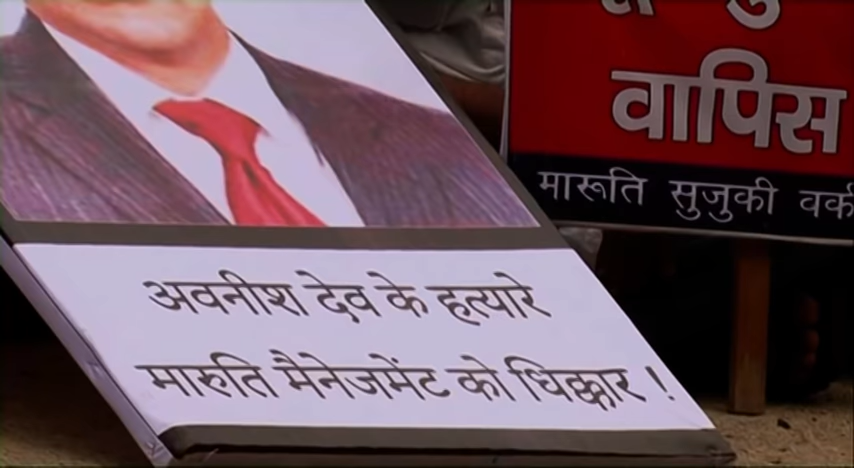 अवनीश देव के हत्यारे
मारुति मैनेजमेंट को धिक्कार !
वापिस
मारूति सुजुकी